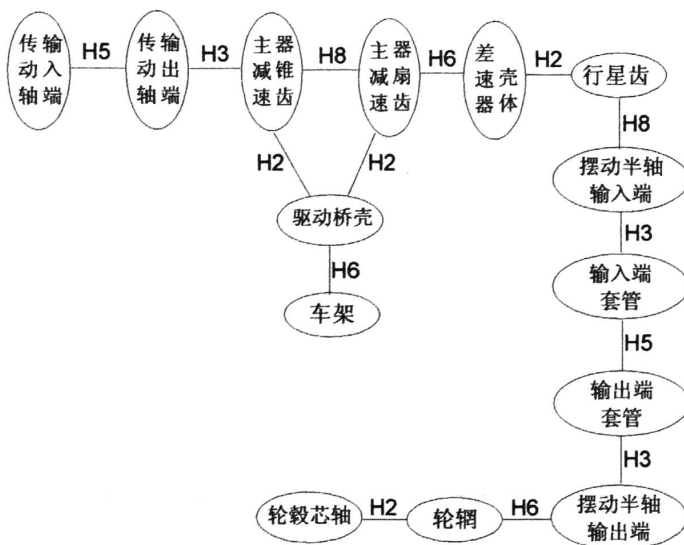 传动轴
输入端
H5
传动轴
输出端
H3
主减速
器锥齿
H8
主减速
器扇齿
H6
差速器
壳体
H2
行星齿
H8
H2
H2
摆动半轴
输入端
驱动桥壳
H3
H6
输入端
套管
车架
H5
输出端
套管
H3
轮毂芯轴
H2
轮辋
H6
摆动半轴
输出端